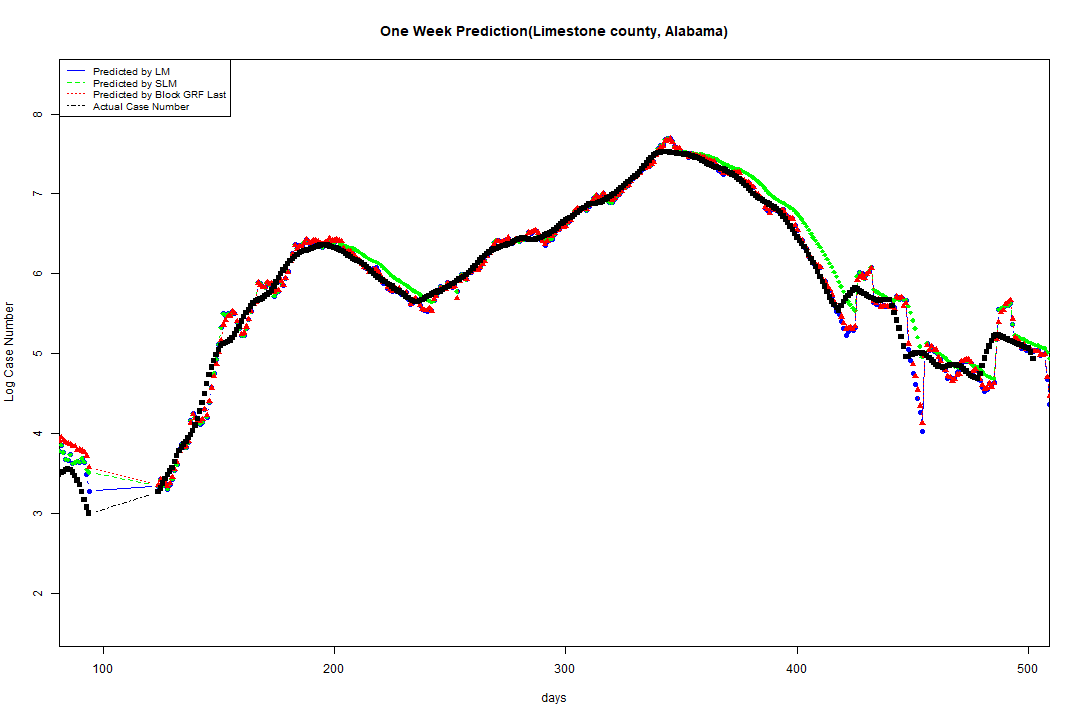 One Week Prediction(Limestone county, Alabama)
Predicted by LM
Predicted by SLM
Predicted by Block GRF Last
Actual Case Number
8
7
6
5
4
3
2
Log Case Number
100 200 300 400 500
days